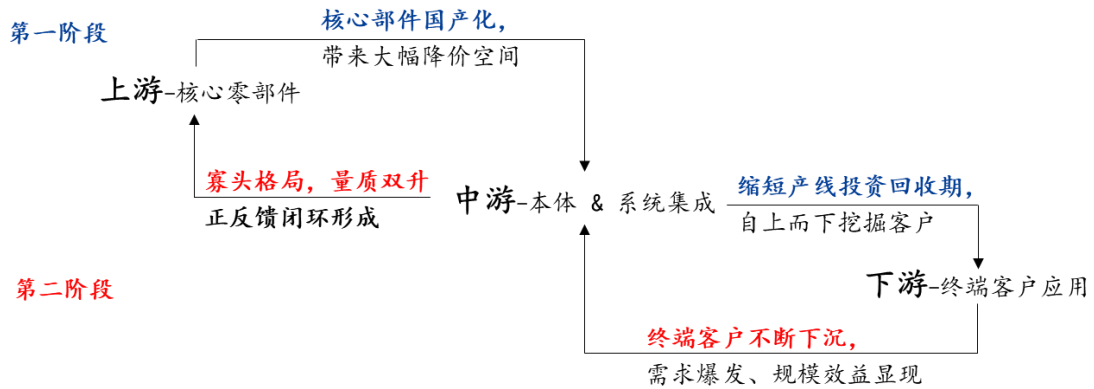 第一阶段
核心部件国产化，
带来大幅降价空间
上游-核心零部件
寡头格局，量质双升
正反馈闭环形成
中游-本体 & 系统集成
缩短产线投资回收期，
自上而下挖掘客户
第二阶段
下游-终端客户应用
终端客户不断下沉，
需求爆发、规模效益显现